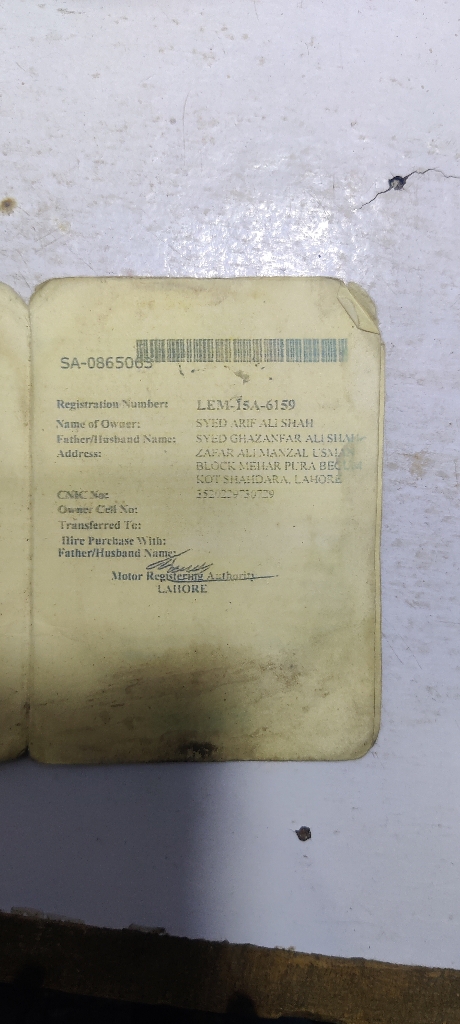 SA-0865065
Registration Number: LEM-15A-6159
Name of Owner: SYED ARIF ALI SHAH
Father/Husband Name: SYED GHAZANFAR ALI SHAH
Address: ZAFAR ALI MANZAL USMAN
BLOCK MEHAR PURA BEGUM
KOT SHAHDARA, LAHORE
CNIC No:
Owner Cell No:
Transferred To:
Hire Purchase With:
Father/Husband Name:
Motor Registering Authority
LAHORE